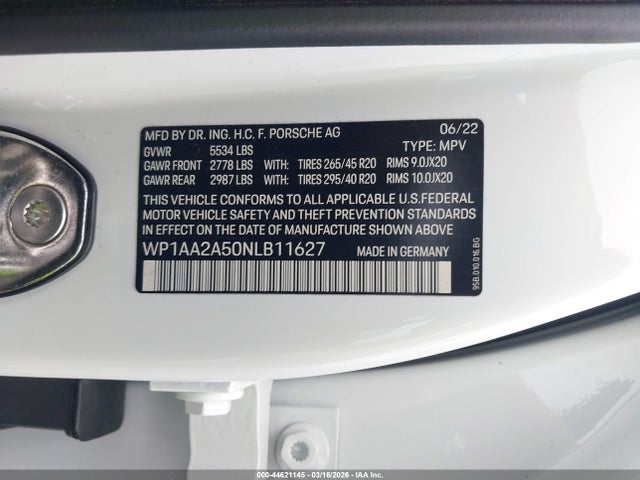 MFD BY DR. ING. H.C. F. PORSCHE AG 06/22
GVWR 5534 LBS TYPE: MPV
GAWR FRONT 2778 LBS WITH: TIRES 265/45 R20 RIMS 9.0JX20
GAWR REAR 2987 LBS WITH: TIRES 295/40 R20 RIMS 10.0JX20
THIS VEHICLE CONFORMS TO ALL APPLICABLE U.S.FEDERAL
MOTOR VEHICLE SAFETY AND THEFT PREVENTION STANDARDS
IN EFFECT ON THE DATE OF MANUFACTURE SHOWN ABOVE
WP1AA2A50NLB11627 MADE IN GERMANY
95B.010.016.BG
000-44621145 - 03/16/2026 - IAA Inc.